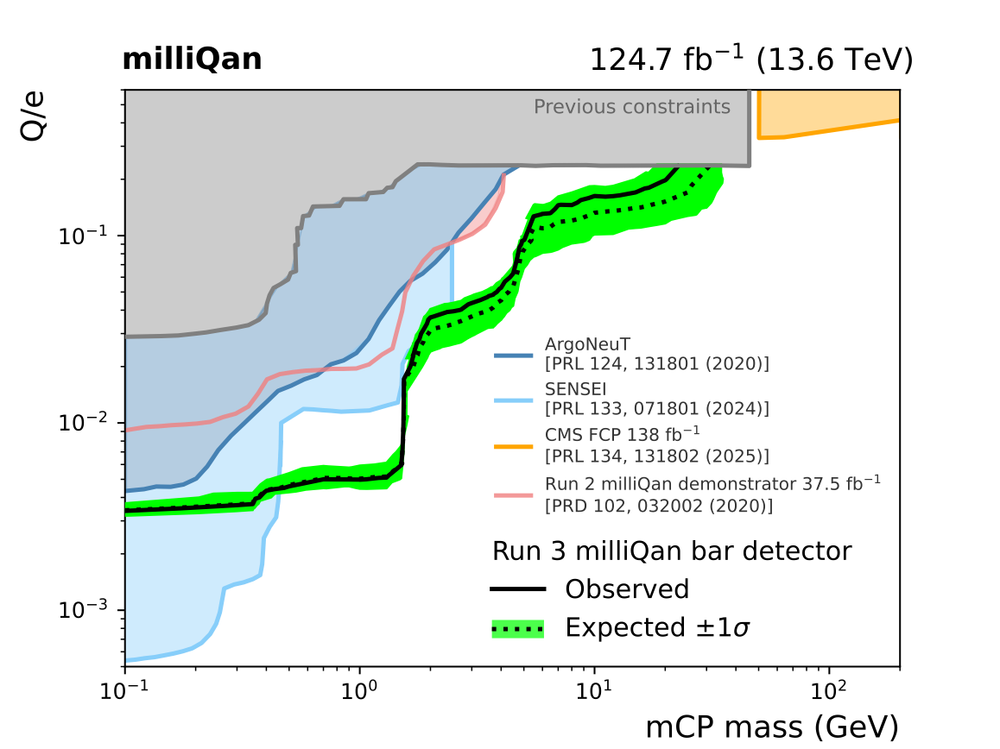 milliQan
124.7 fb⁻¹ (13.6 TeV)
Q/e
Previous constraints
10⁻¹
10⁻²
10⁻³
ArgoNeuT
[PRL 124, 131801 (2020)]
SENSEI
[PRL 133, 071801 (2024)]
CMS FCP 138 fb⁻¹
[PRL 134, 131802 (2025)]
Run 2 milliQan demonstrator 37.5 fb⁻¹
[PRD 102, 032002 (2020)]
Run 3 milliQan bar detector
Observed
Expected ±1σ
10⁻¹ 10⁰ 10¹ 10²
mCP mass (GeV)